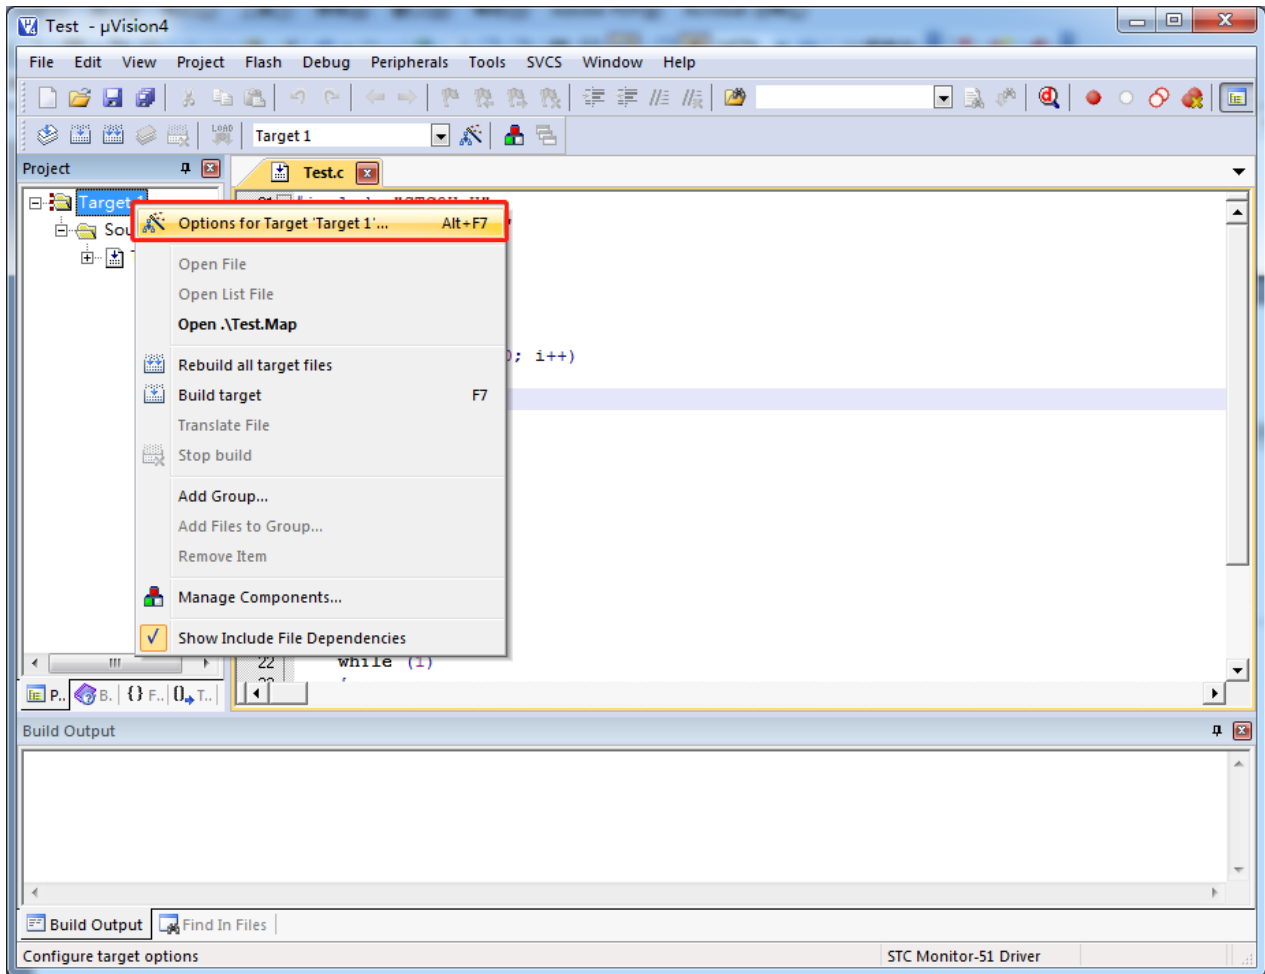 Test - µVision4
File Edit View Project Flash Debug Peripherals Tools SVCS Window Help
LOAD Target 1
Project
Test.c
Target
Options for Target 'Target 1'... Alt+F7
Sou
Open File
Open List File
Open .\Test.Map
; i++)
Rebuild all target files
Build target F7
Translate File
Stop build
Add Group...
Add Files to Group...
Remove Item
Manage Components...
Show Include File Dependencies
22 while (1)
P.. B. {} F.. T..
Build Output
Build Output Find In Files
Configure target options STC Monitor-51 Driver